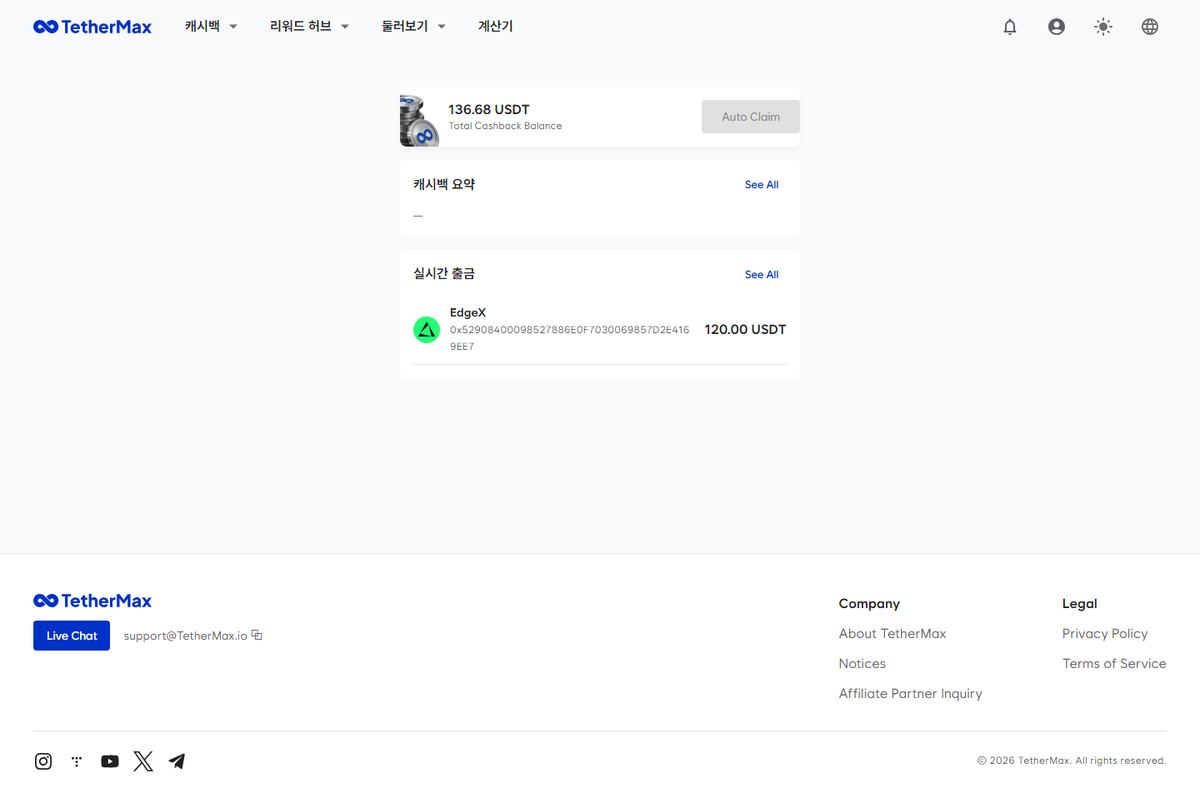 TetherMax
캐시백
리워드 허브
둘러보기
계산기
136.68 USDT
Total Cashback Balance
Auto Claim
캐시백 요약
See All
—
실시간 출금
See All
EdgeX
0x52908400098527886E0F7030069857D2E416
9EE7
120.00 USDT
TetherMax
Live Chat
support@TetherMax.io
Company
About TetherMax
Notices
Affiliate Partner Inquiry
Legal
Privacy Policy
Terms of Service
© 2026 TetherMax. All rights reserved.